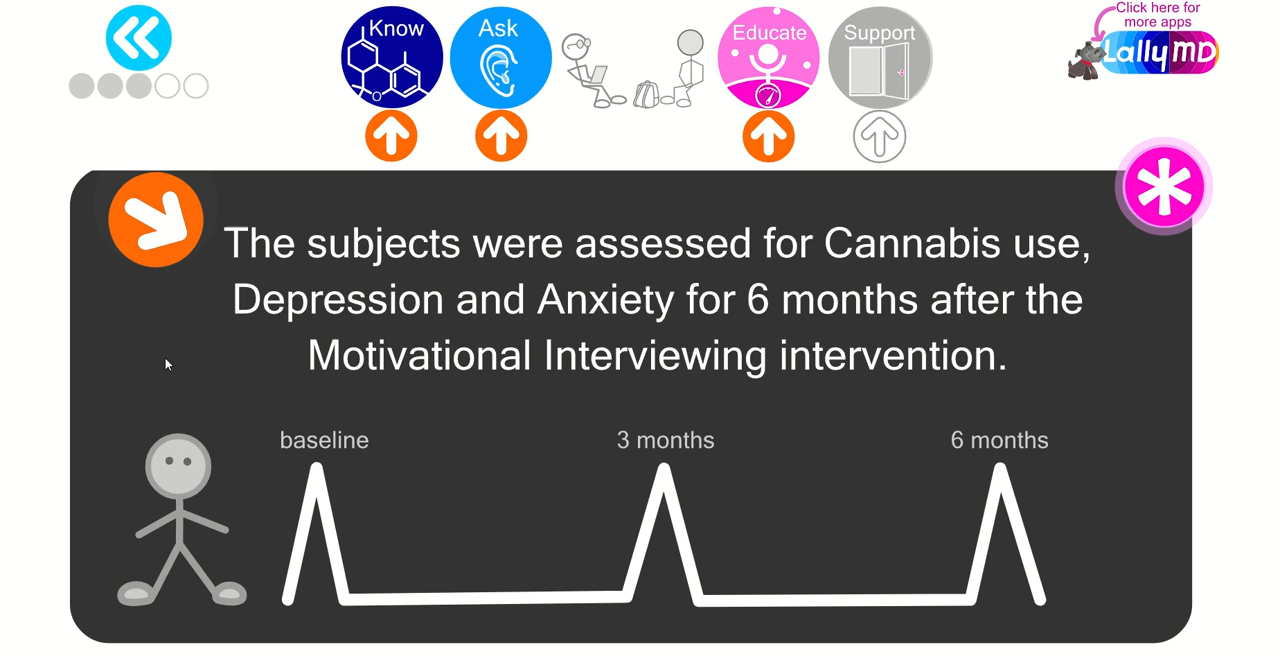 Click here for
more apps
LallyMD
Know
Ask
Educate
Support
O
The subjects were assessed for Cannabis use,
Depression and Anxiety for 6 months after the
Motivational Interviewing intervention.
baseline
3 months
6 months